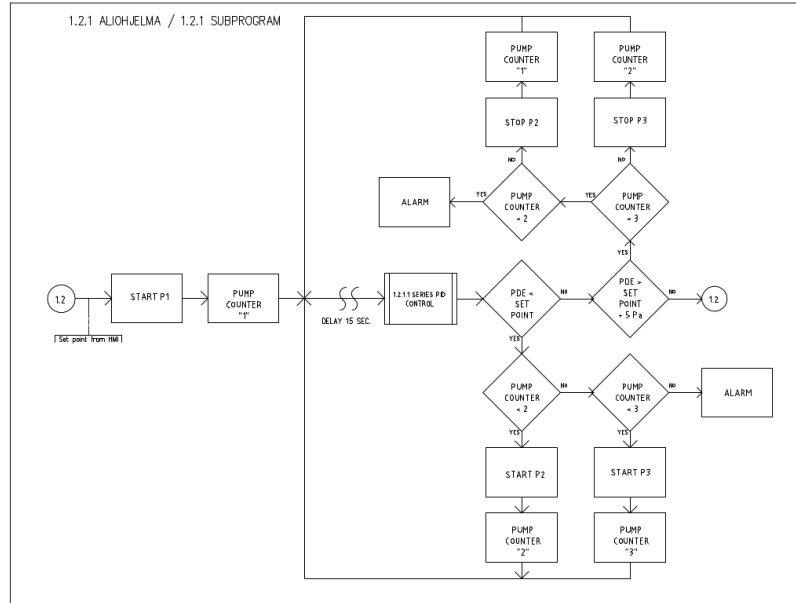 1.2.1 ALIOHJELMA / 1.2.1 SUBPROGRAM
PUMP
COUNTER
"1"
PUMP
COUNTER
"2"
STOP P2
STOP P3
NO
NO
ALARM
YES
PUMP
COUNTER
< 2
YES
PUMP
COUNTER
< 3
YES
1.2
START P1
PUMP
COUNTER
"1"
DELAY 15 SEC.
1.2.1.1 SERIES PID
CONTROL
PDE <
SET
POINT
NO
PDE >
SET
POINT
+ 5 Pa
NO
1.2
Set point from HMI
YES
PUMP
COUNTER
< 2
NO
PUMP
COUNTER
< 3
NO
ALARM
YES
YES
START P2
START P3
PUMP
COUNTER
"2"
PUMP
COUNTER
"3"